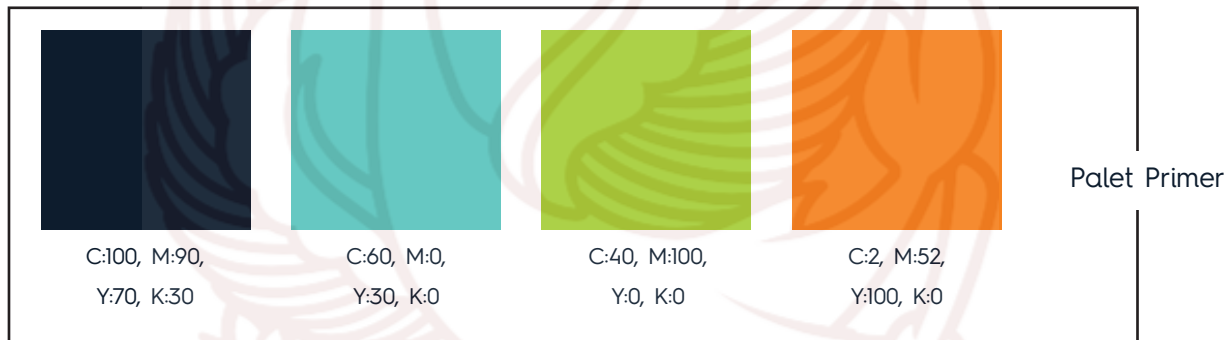 C:100, M:90,
Y:70, K:30
C:60, M:0,
Y:30, K:0
C:40, M:100,
Y:0, K:0
C:2, M:52,
Y:100, K:0
Palet Primer